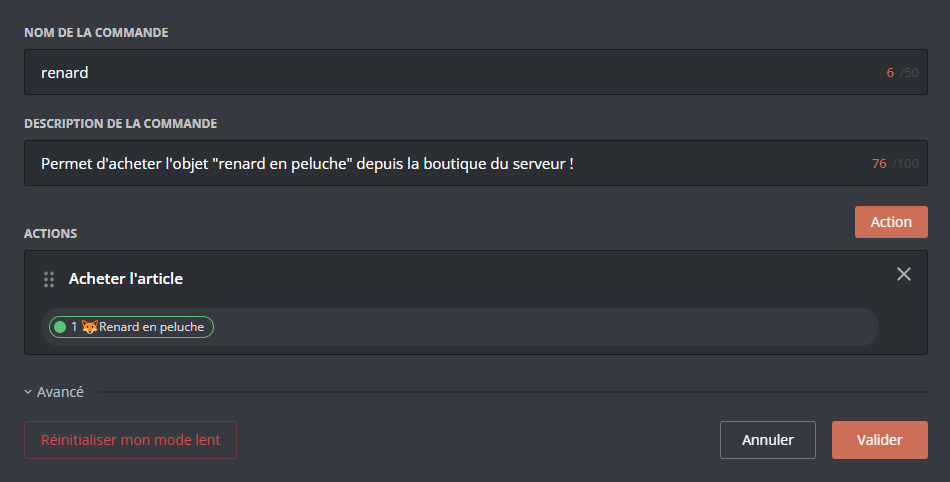 NOM DE LA COMMANDE
renard
6 /50
DESCRIPTION DE LA COMMANDE
Permet d'acheter l'objet "renard en peluche" depuis la boutique du serveur !
76 /100
Action
ACTIONS
Acheter l'article
1 🦊Renard en peluche
Avancé
Réinitialiser mon mode lent
Annuler
Valider